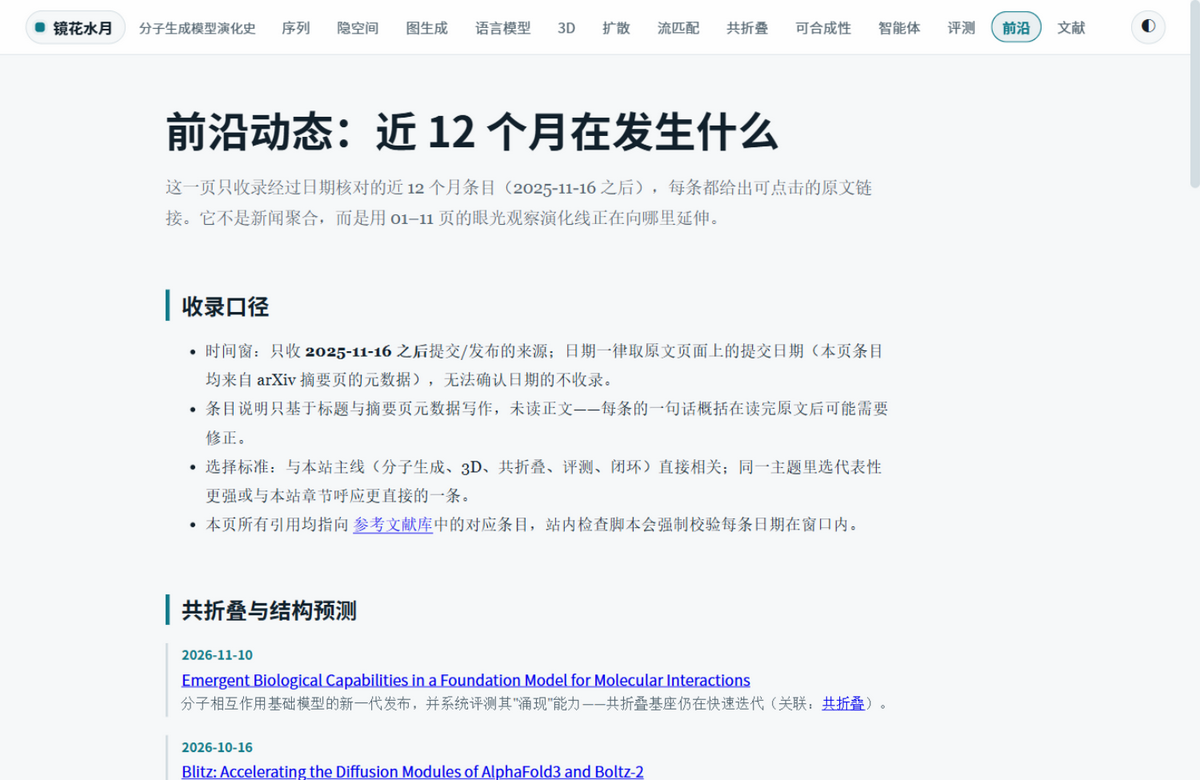 镜花水月 分子生成模型演化史 序列 隐空间 图生成 语言模型 3D 扩散 流匹配 共折叠 可合成性 智能体 评测 前沿 文献
前沿动态：近 12 个月在发生什么
这一页只收录经过日期核对的近 12 个月条目（2025-11-16 之后），每条都给出可点击的原文链
接。它不是新闻聚合，而是用 01–11 页的眼光观察演化线正在向哪里延伸。
收录口径
• 时间窗：只收 2025-11-16 之后提交/发布的来源；日期一律取原文页面上的提交日期（本页条目
均来自 arXiv 摘要页的元数据），无法确认日期的不收录。
• 条目说明只基于标题与摘要页元数据写作，未读正文——每条的一句话概括在读完原文后可能需要
修正。
• 选择标准：与本站主线（分子生成、3D、共折叠、评测、闭环）直接相关；同一主题里选代表性
更强或与本站章节呼应更直接的一条。
• 本页所有引用均指向 参考文献库中的对应条目，站内检查脚本会强制校验每条日期在窗口内。
共折叠与结构预测
2026-11-10
Emergent Biological Capabilities in a Foundation Model for Molecular Interactions
分子相互作用基础模型的新一代发布，并系统评测其"涌现"能力——共折叠基座仍在快速迭代（关联：共折叠）。
2026-10-16
Blitz: Accelerating the Diffusion Modules of AlphaFold3 and Boltz-2